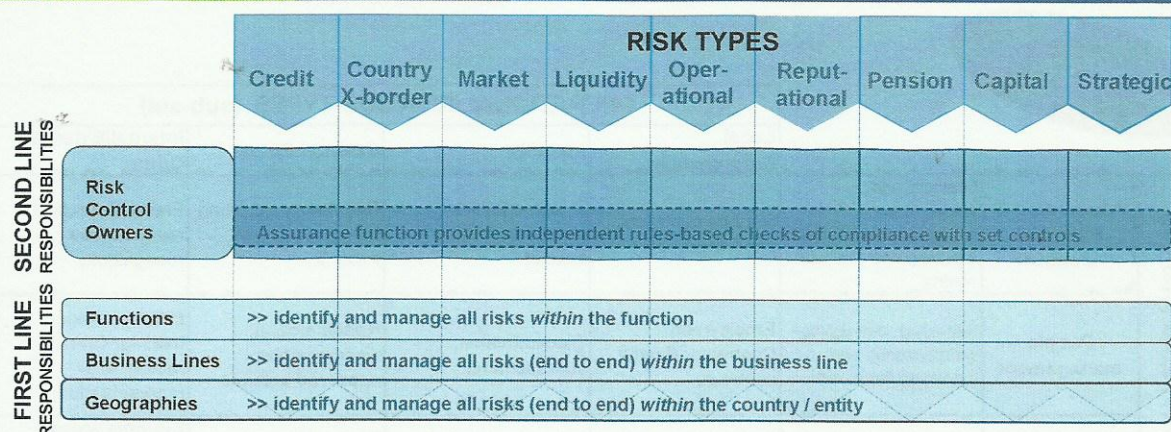 RISK TYPES
Credit
Country
X-border
Market
Liquidity
Oper-
ational
Reput-
ational
Pension
Capital
Strategic
SECOND LINE
RESPONSIBILITIES
Risk
Control
Owners
Assurance function provides independent rules-based checks of compliance with set controls
FIRST LINE
RESPONSIBILITIES
Functions
>> identify and manage all risks within the function
Business Lines
>> identify and manage all risks (end to end) within the business line
Geographies
>> identify and manage all risks (end to end) within the country / entity